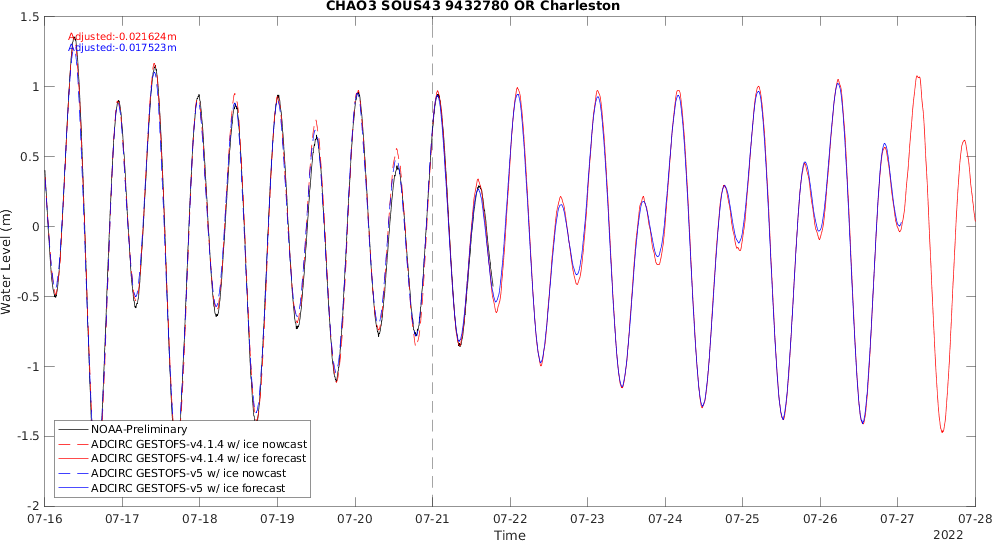 CHAO3 SOUS43 9432780 OR Charleston
Adjusted:-0.021624m
Adjusted:-0.017523m
1.5
1
0.5
0
-0.5
-1
-1.5
-2
Water Level (m)
NOAA-Preliminary
ADCIRC GESTOFS-v4.1.4 w/ ice nowcast
ADCIRC GESTOFS-v4.1.4 w/ ice forecast
ADCIRC GESTOFS-v5 w/ ice nowcast
ADCIRC GESTOFS-v5 w/ ice forecast
07-16 07-17 07-18 07-19 07-20 07-21 07-22 07-23 07-24 07-25 07-26 07-27 07-28
Time
2022